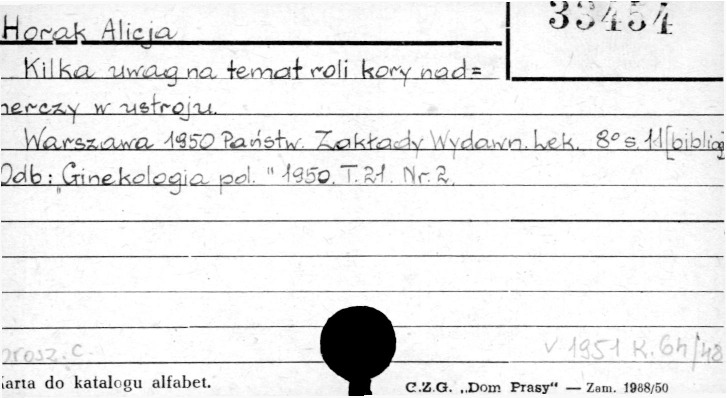 33454
Horak Alicja
Kilka uwag na temat roli kory nad=
nerczy w ustroju.
Warszawa 1950 Państw. Zakłady Wydawn. Lek. 8° s. 11 [bibliog
Odb: "Ginekologia pol." 1950. T. 21. Nr. 2.
brosz. c. V 1951 K. 64/48
karta do katalogu alfabet. C.Z.G. „Dom Prasy“ — Zam. 1988/50